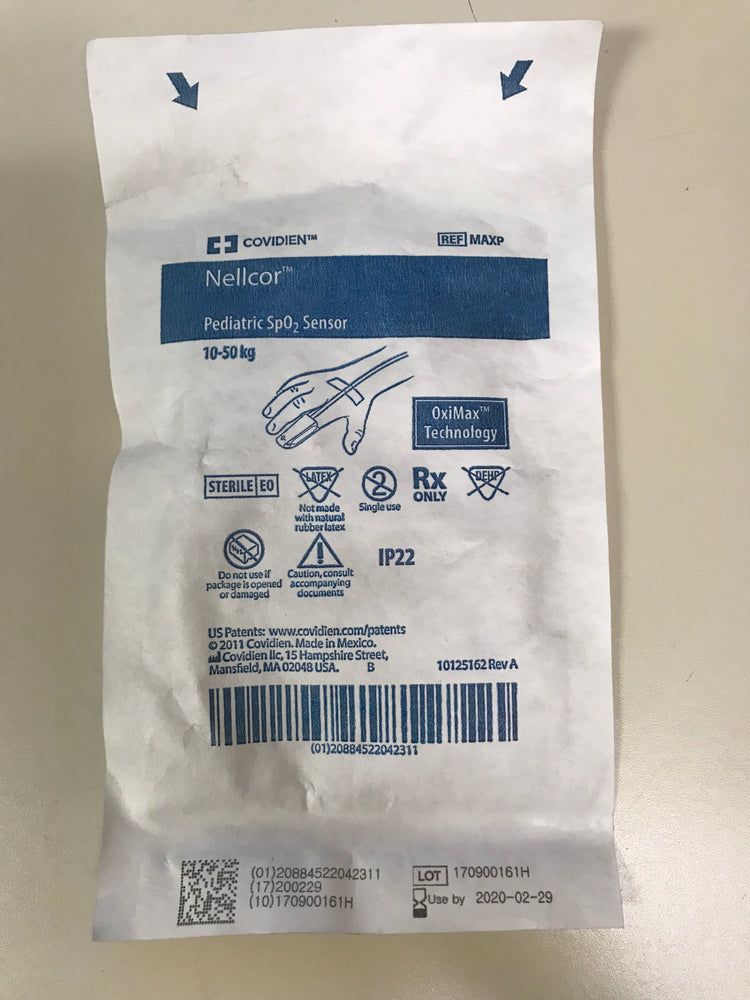 COVIDIEN™
REF MAXP
Nellcor™
Pediatric SpO₂ Sensor
10-50 kg
OxiMax™
Technology
STERILE EO
LATEX
Not made
with natural
rubber latex
2
Single use
Rx
ONLY
DEHP
Do not use if
package is opened
or damaged
Caution, consult
accompanying
documents
IP22
US Patents: www.covidien.com/patents
© 2011 Covidien. Made in Mexico.
Covidien llc, 15 Hampshire Street,
Mansfield, MA 02048 USA. B
10125162 Rev A
(01)20884522042311
(01)20884522042311
(17)200229
(10)170900161H
LOT 170900161H
Use by 2020-02-29